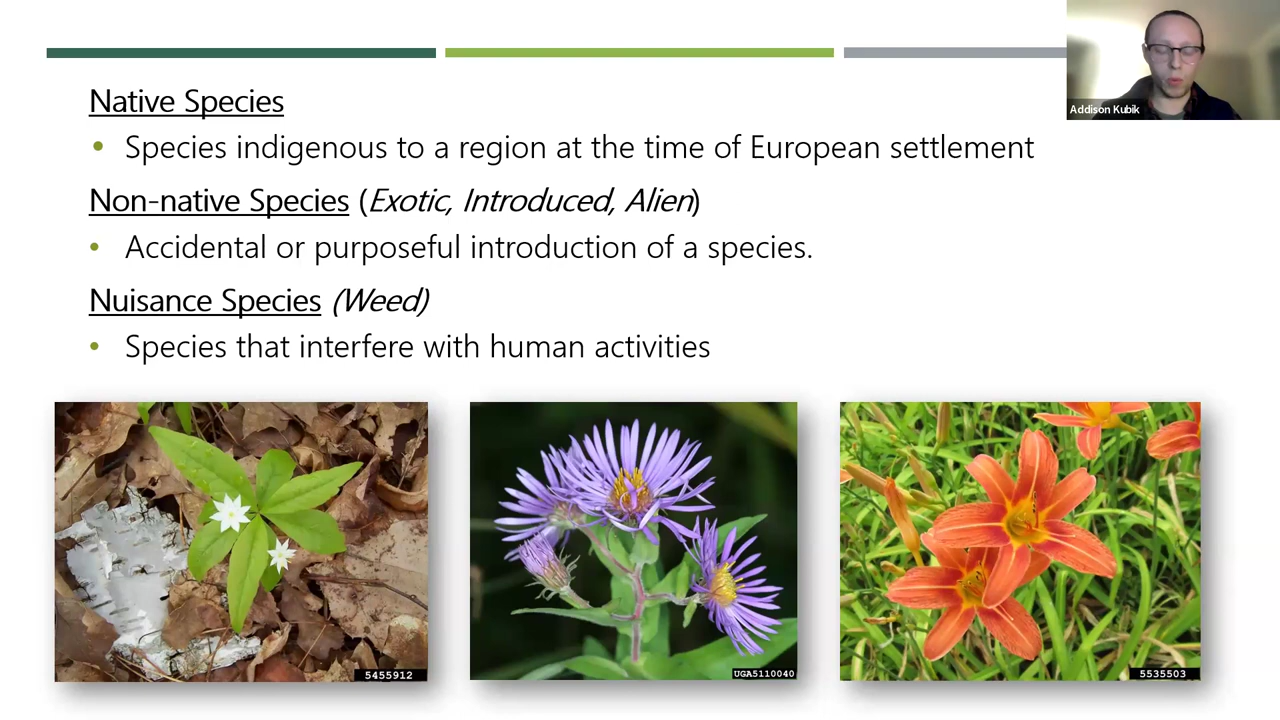 Native Species
• Species indigenous to a region at the time of European settlement
Non-native Species (Exotic, Introduced, Alien)
• Accidental or purposeful introduction of a species.
Nuisance Species (Weed)
• Species that interfere with human activities
Addison Kubik
5455912
UGA5110040
5535503